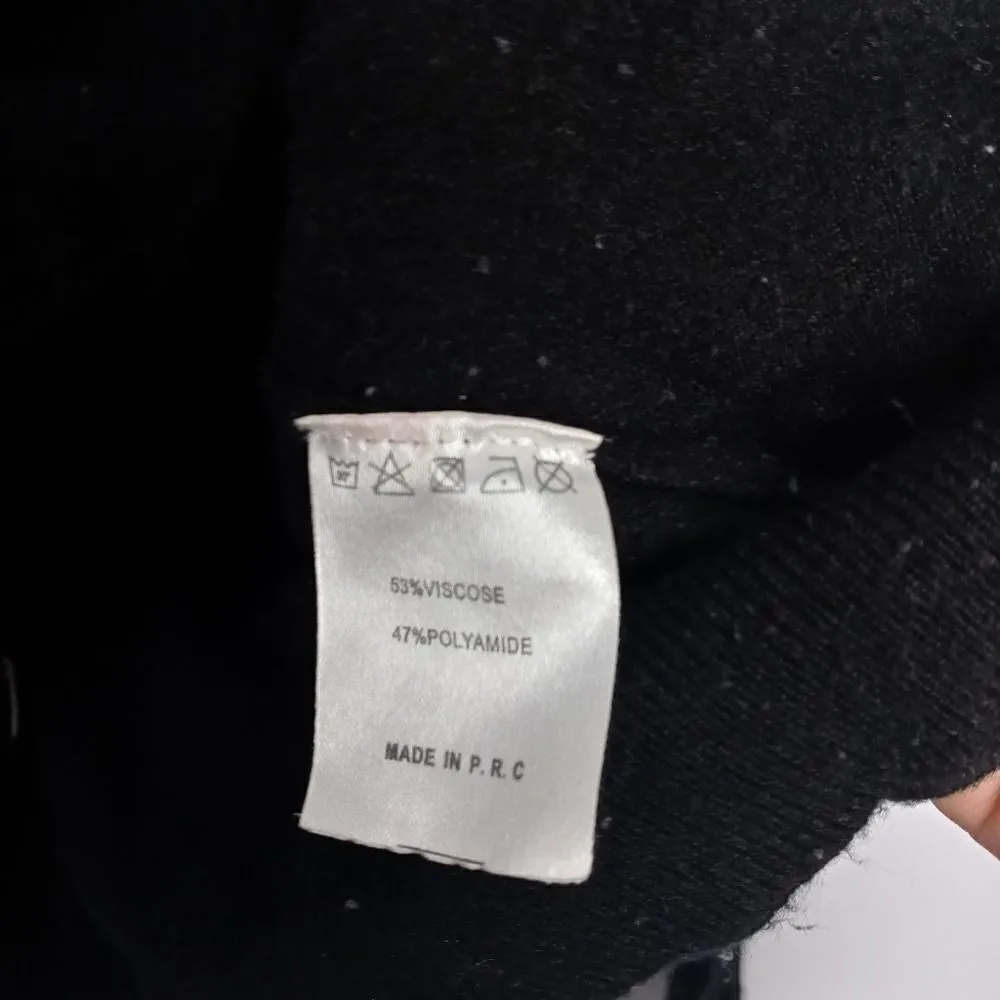 53%VISCOSE
47%POLYAMIDE
MADE IN P. R. C